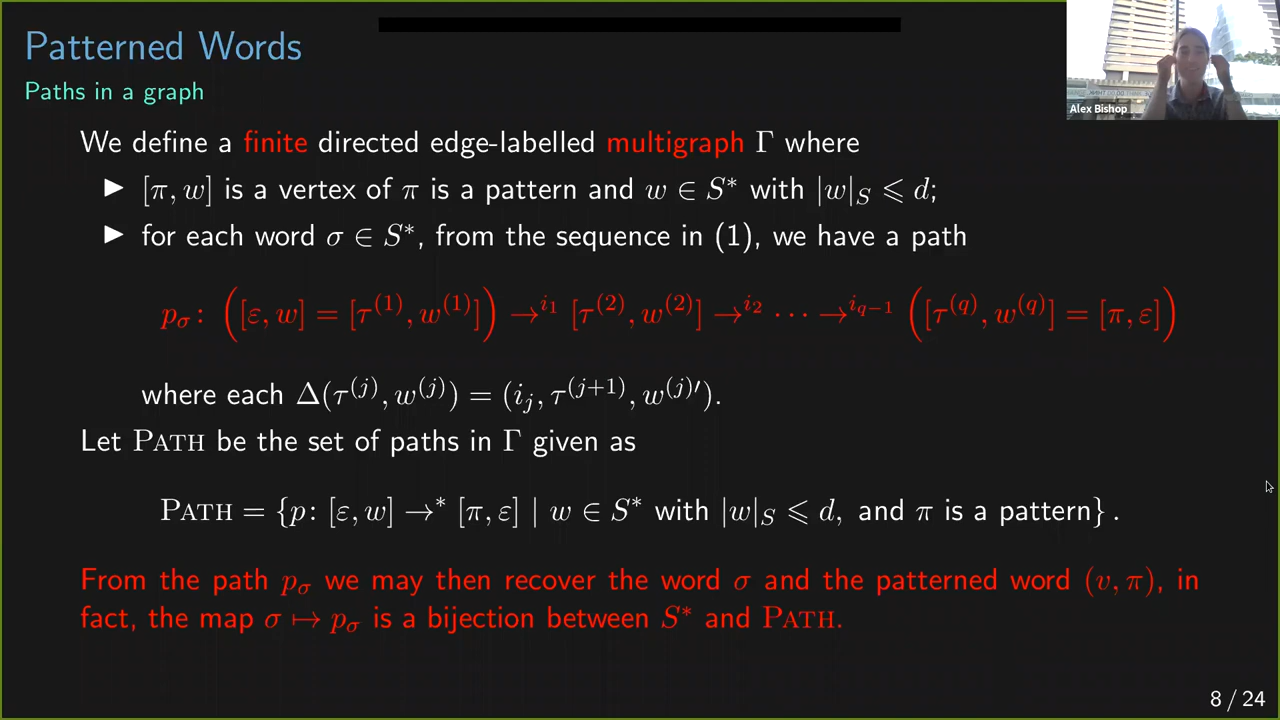 Patterned Words
Paths in a graph
Alex Bishop
We define a finite directed edge-labelled multigraph Γ where
▶ [π, w] is a vertex of π is a pattern and w ∈ S* with |w|_S ⩽ d;
▶ for each word σ ∈ S*, from the sequence in (1), we have a path
p_σ : ([ε, w] = [τ^(1), w^(1)]) →^{i_1} [τ^(2), w^(2)] →^{i_2} ⋯ →^{i_{q−1}} ([τ^(q), w^(q)] = [π, ε])
where each Δ(τ^(j), w^(j)) = (i_j, τ^(j+1), w^(j)′).
Let PATH be the set of paths in Γ given as
PATH = {p: [ε, w] →* [π, ε] | w ∈ S* with |w|_S ⩽ d, and π is a pattern} .
From the path p_σ we may then recover the word σ and the patterned word (v, π), in
fact, the map σ ↦ p_σ is a bijection between S* and PATH.
8 / 24